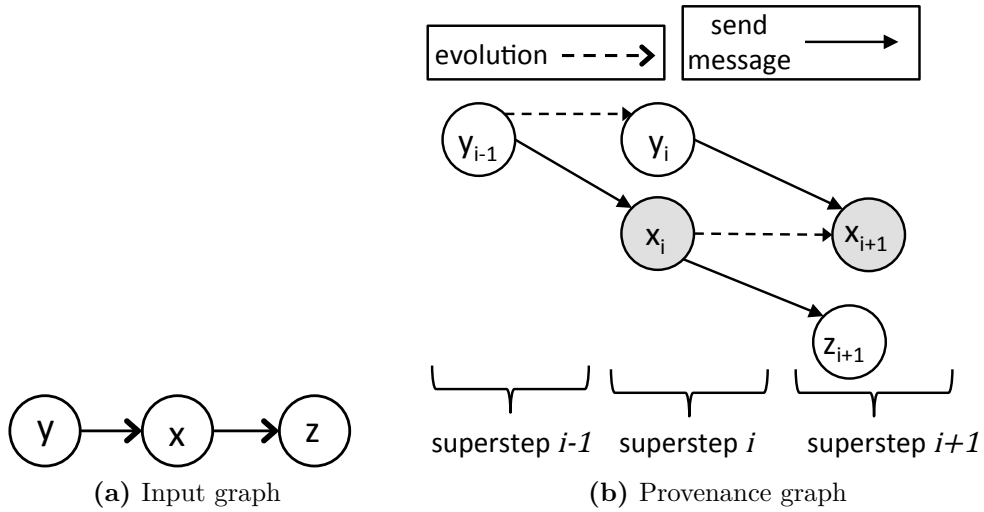 evolution
send
message
y_{i-1}
y_i
x_i
x_{i+1}
z_{i+1}
superstep i-1
superstep i
superstep i+1
y
x
z
(a) Input graph
(b) Provenance graph